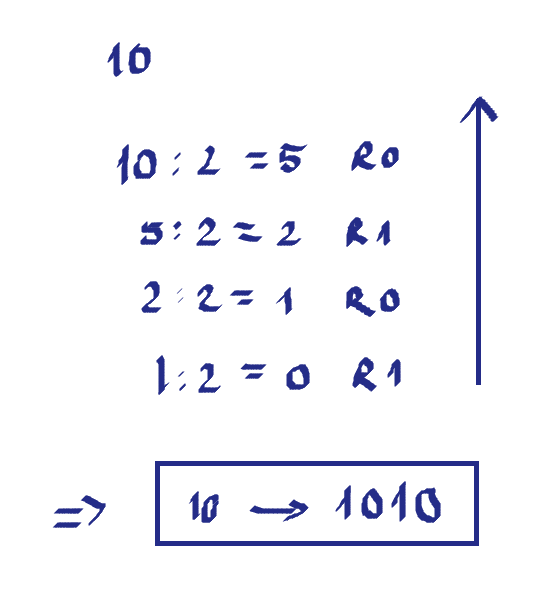 10
10 : 2 = 5 R0
5 : 2 = 2 R1
2 : 2 = 1 R0
1 : 2 = 0 R1
=> 10 → 1010